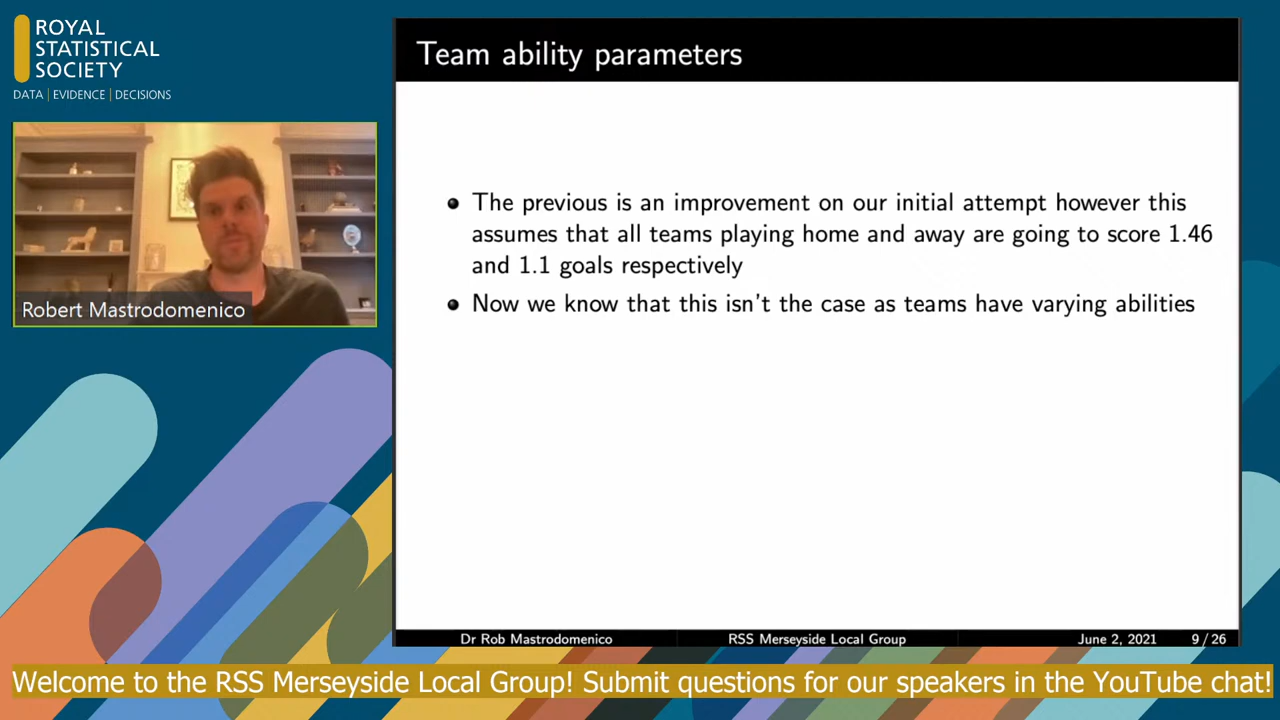 ROYAL
STATISTICAL
SOCIETY
DATA | EVIDENCE | DECISIONS
Robert Mastrodomenico
Team ability parameters
The previous is an improvement on our initial attempt however this
assumes that all teams playing home and away are going to score 1.46
and 1.1 goals respectively
Now we know that this isn't the case as teams have varying abilities
Dr Rob Mastrodomenico RSS Merseyside Local Group June 2, 2021 9 / 26
Welcome to the RSS Merseyside Local Group! Submit questions for our speakers in the YouTube chat!